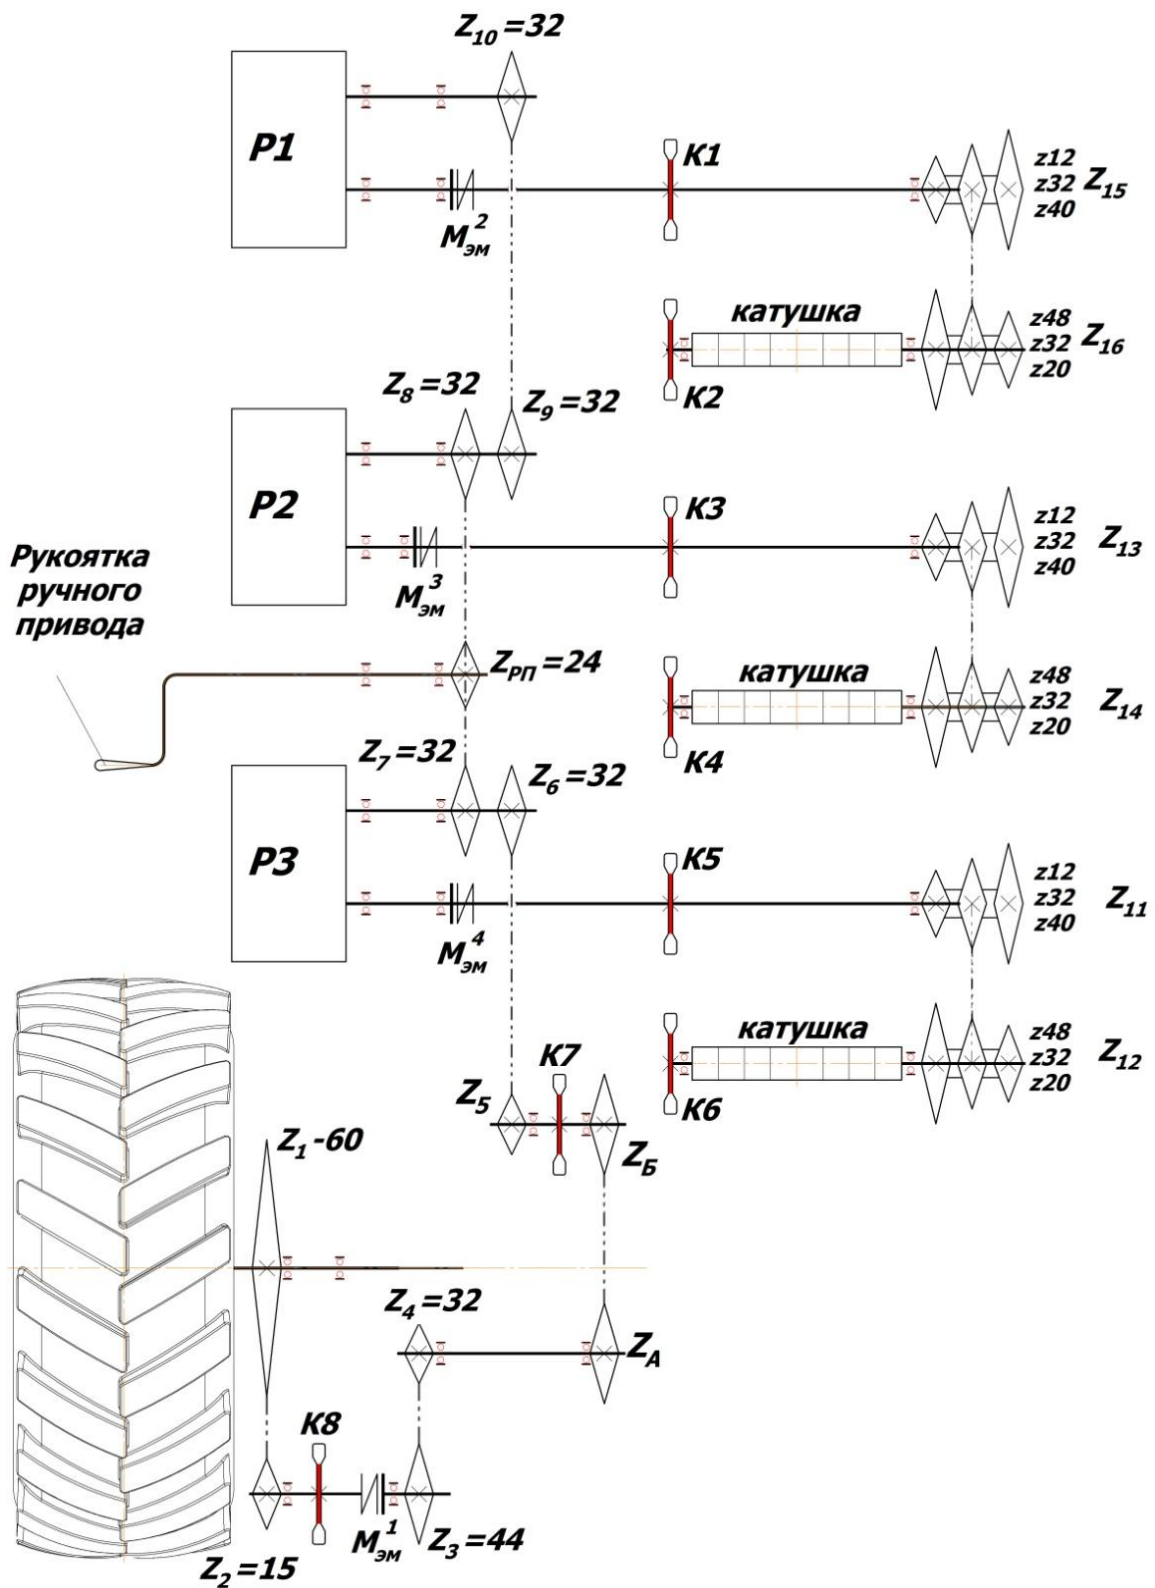 Z10=32
P1
K1
z12
z32 Z15
z40
Mэм2
катушка
z48
z32 Z16
z20
K2
Z8=32
Z9=32
P2
K3
z12
z32 Z13
z40
Рукоятка
ручного
привода
Mэм3
ZРП=24
катушка
z48
z32 Z14
z20
K4
Z7=32
Z6=32
P3
K5
z12
z32 Z11
z40
Mэм4
катушка
z48
z32 Z12
z20
K6
K7
Z5
ZБ
Z1-60
Z4=32
ZA
K8
Mэм1
Z3=44
Z2=15